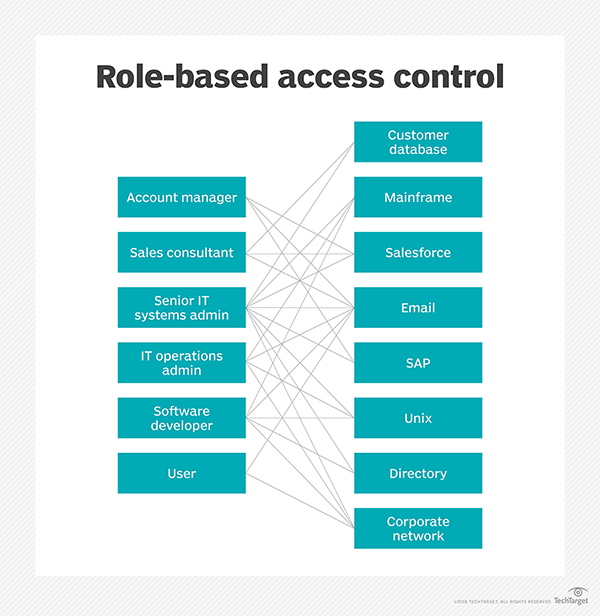 Role-based access control
Customer
database
Account manager
Mainframe
Sales consultant
Salesforce
Senior IT
systems admin
Email
IT operations
admin
SAP
Software
developer
Unix
User
Directory
Corporate
network
©2018 TECHTARGET. ALL RIGHTS RESERVED
TechTarget